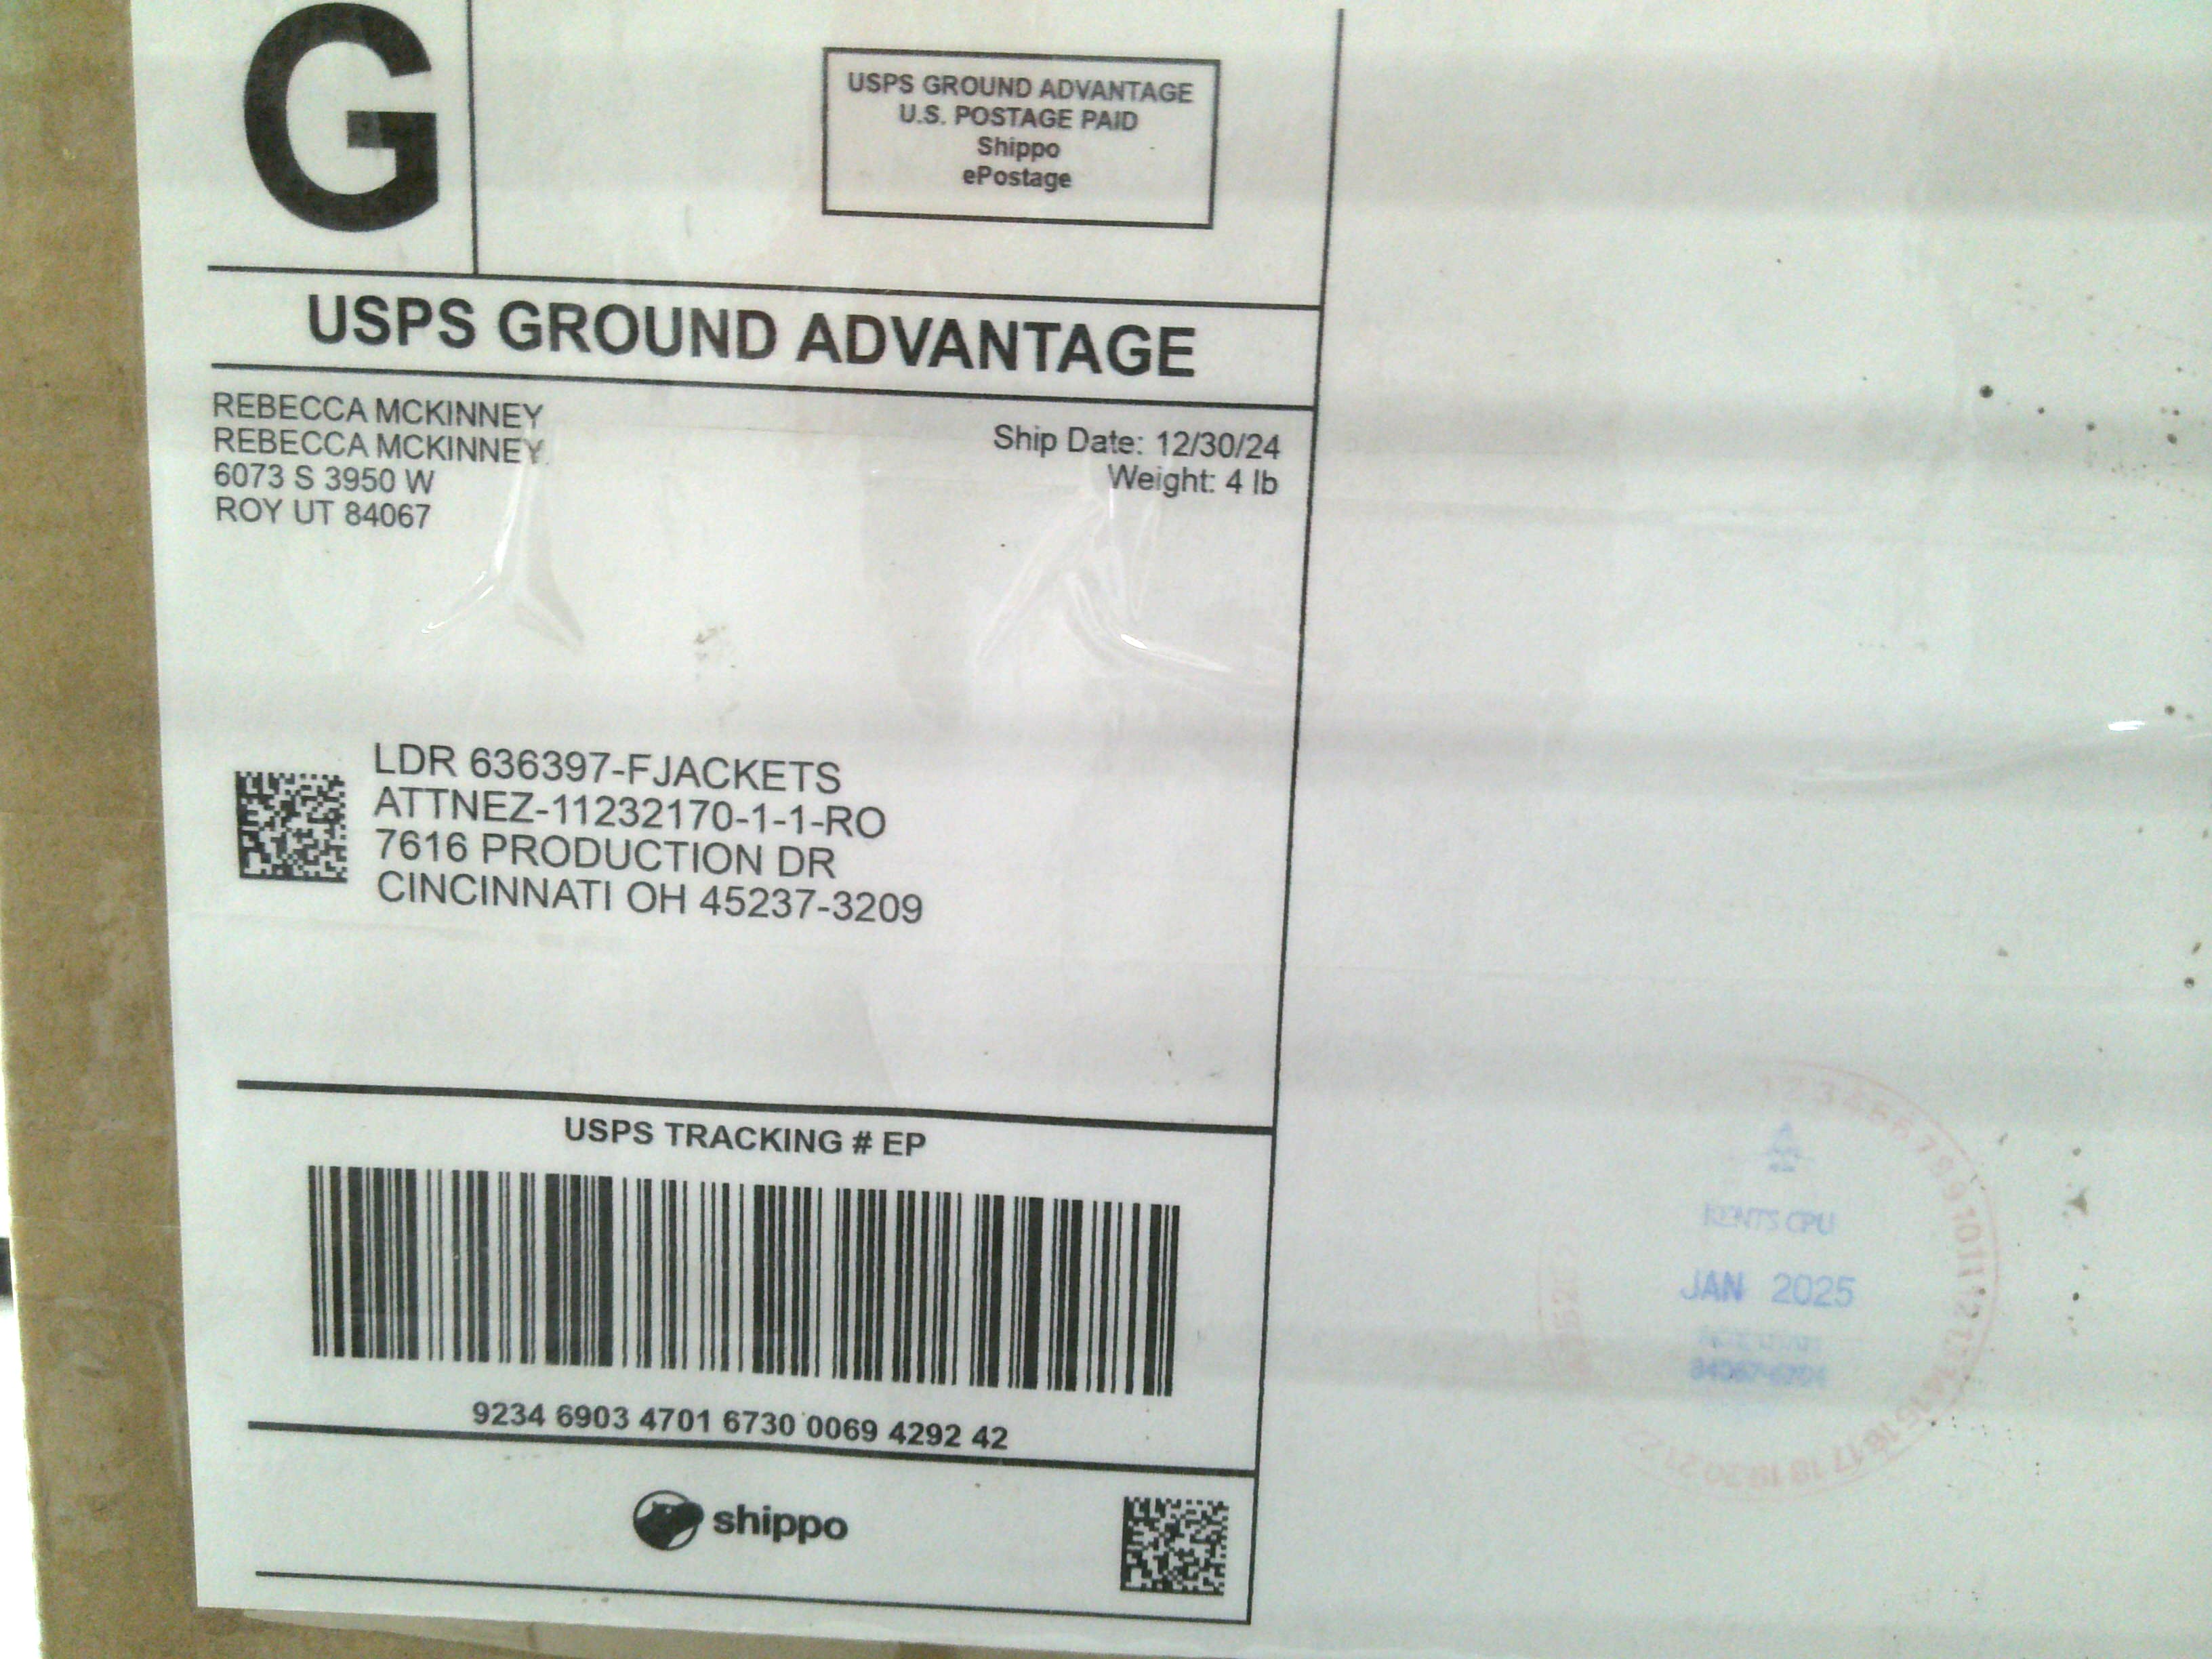 G
USPS GROUND ADVANTAGE
U.S. POSTAGE PAID
Shippo
ePostage
USPS GROUND ADVANTAGE
REBECCA MCKINNEY
REBECCA MCKINNEY
6073 S 3950 W
ROY UT 84067
Ship Date: 12/30/24
Weight: 4 lb
LDR 636397-FJACKETS
ATTNEZ-11232170-1-1-RO
7616 PRODUCTION DR
CINCINNATI OH 45237-3209
USPS TRACKING # EP
9234 6903 4701 6730 0069 4292 42
shippo
KENTS CPU
JAN 2025